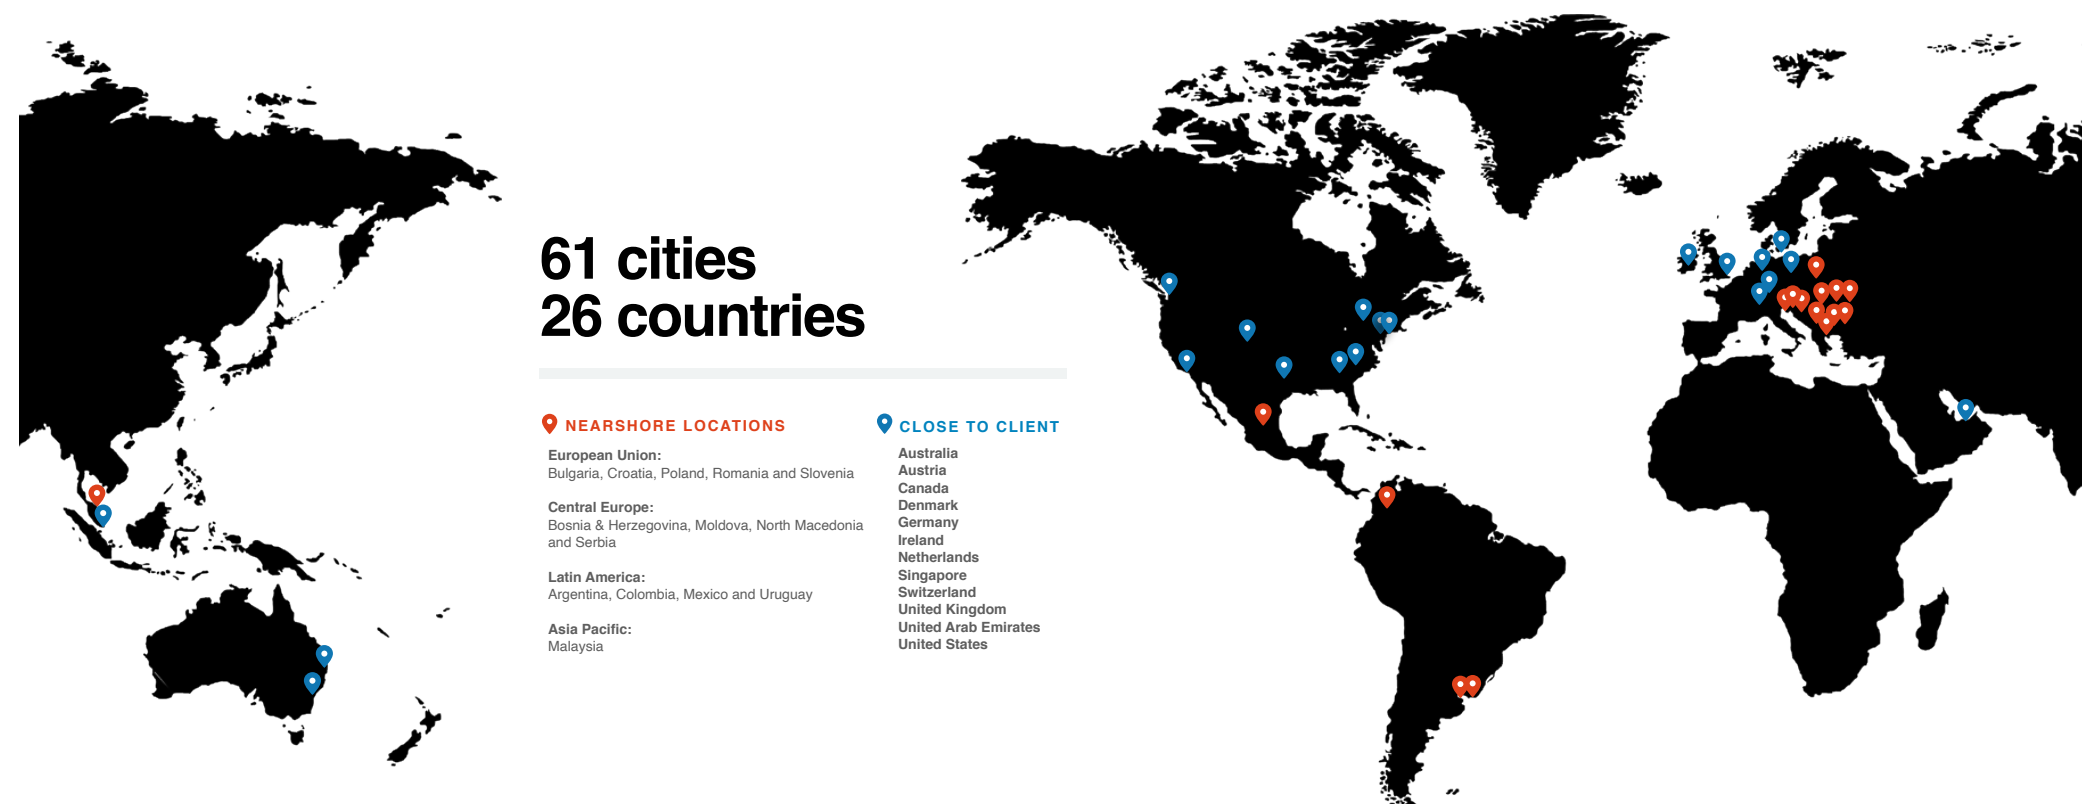 61 cities
26 countries
NEARSHORE LOCATIONS
European Union:
Bulgaria, Croatia, Poland, Romania and Slovenia
Central Europe:
Bosnia & Herzegovina, Moldova, North Macedonia
and Serbia
Latin America:
Argentina, Colombia, Mexico and Uruguay
Asia Pacific:
Malaysia
CLOSE TO CLIENT
Australia
Austria
Canada
Denmark
Germany
Ireland
Netherlands
Singapore
Switzerland
United Kingdom
United Arab Emirates
United States